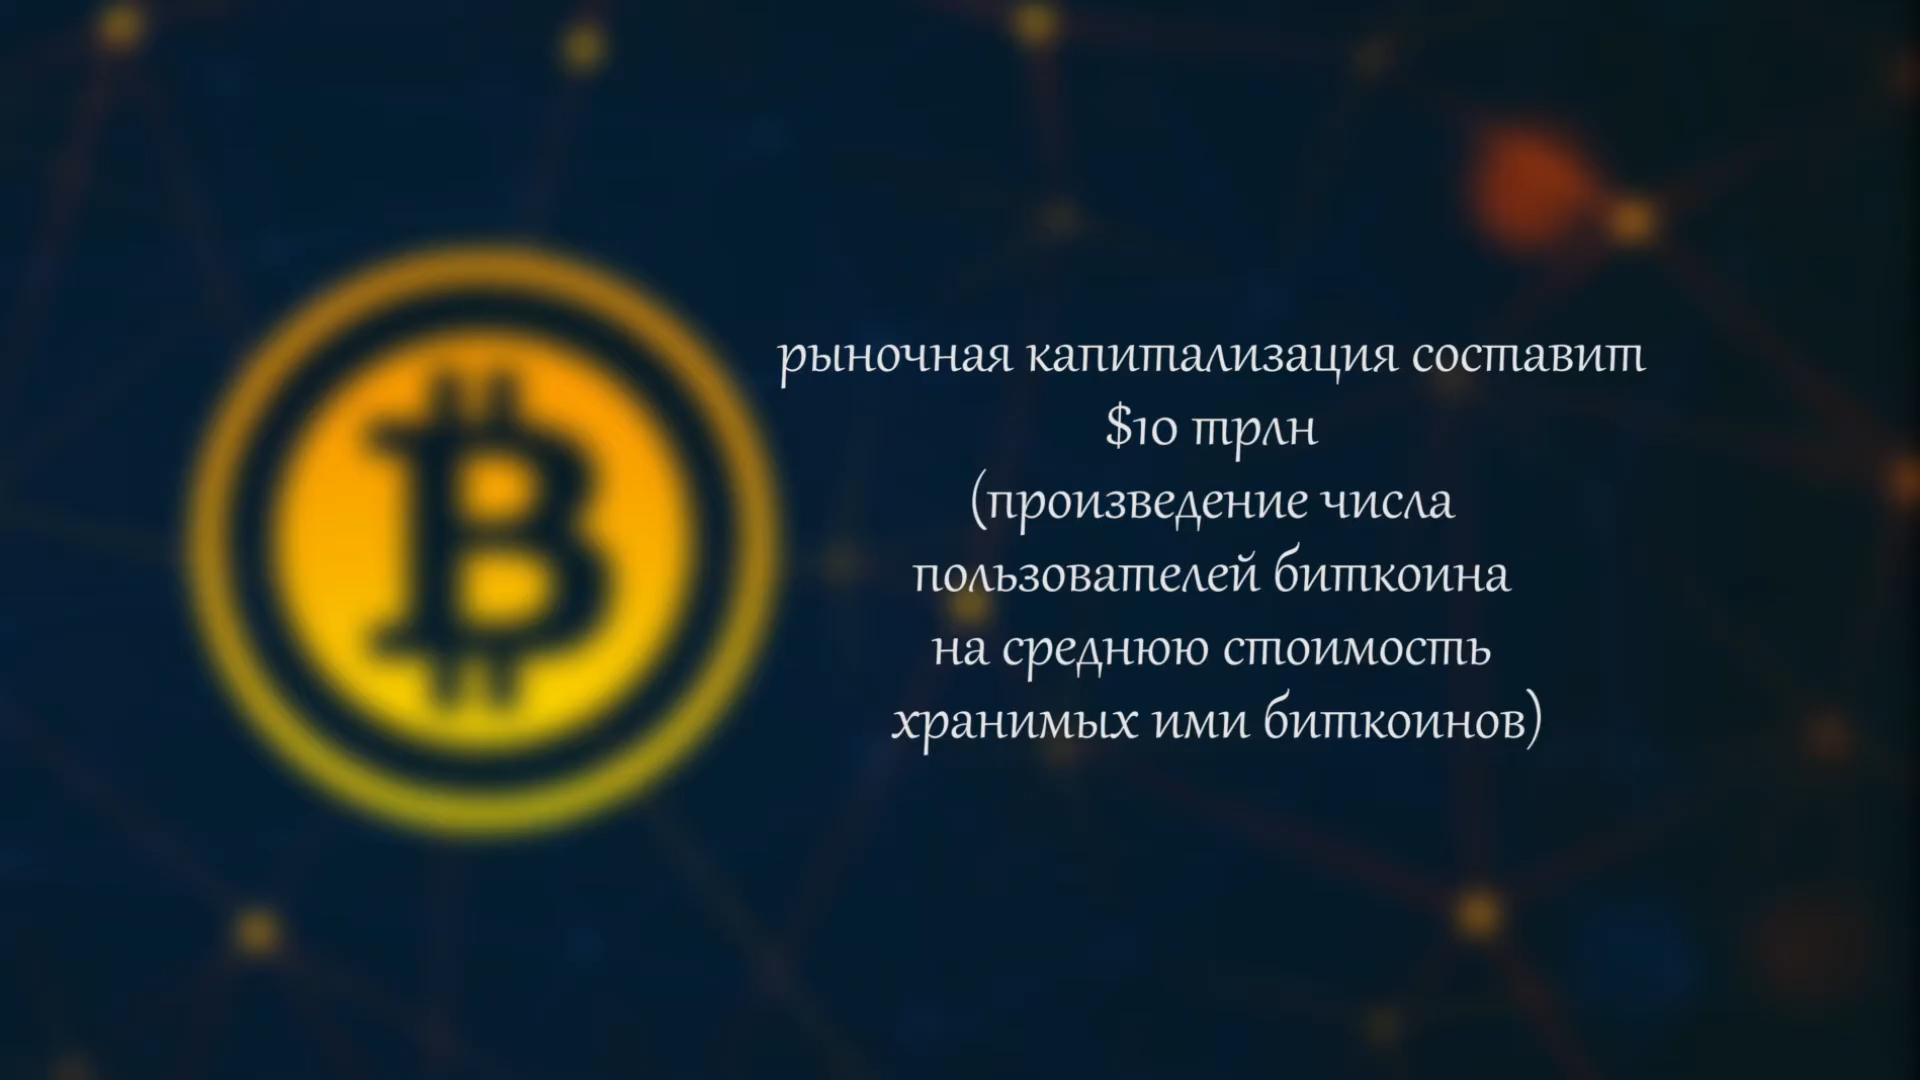 рыночная капитализация составит
$10 трлн
(произведение числа
пользователей биткоина
на среднюю стоимость
хранимых ими биткоинов)